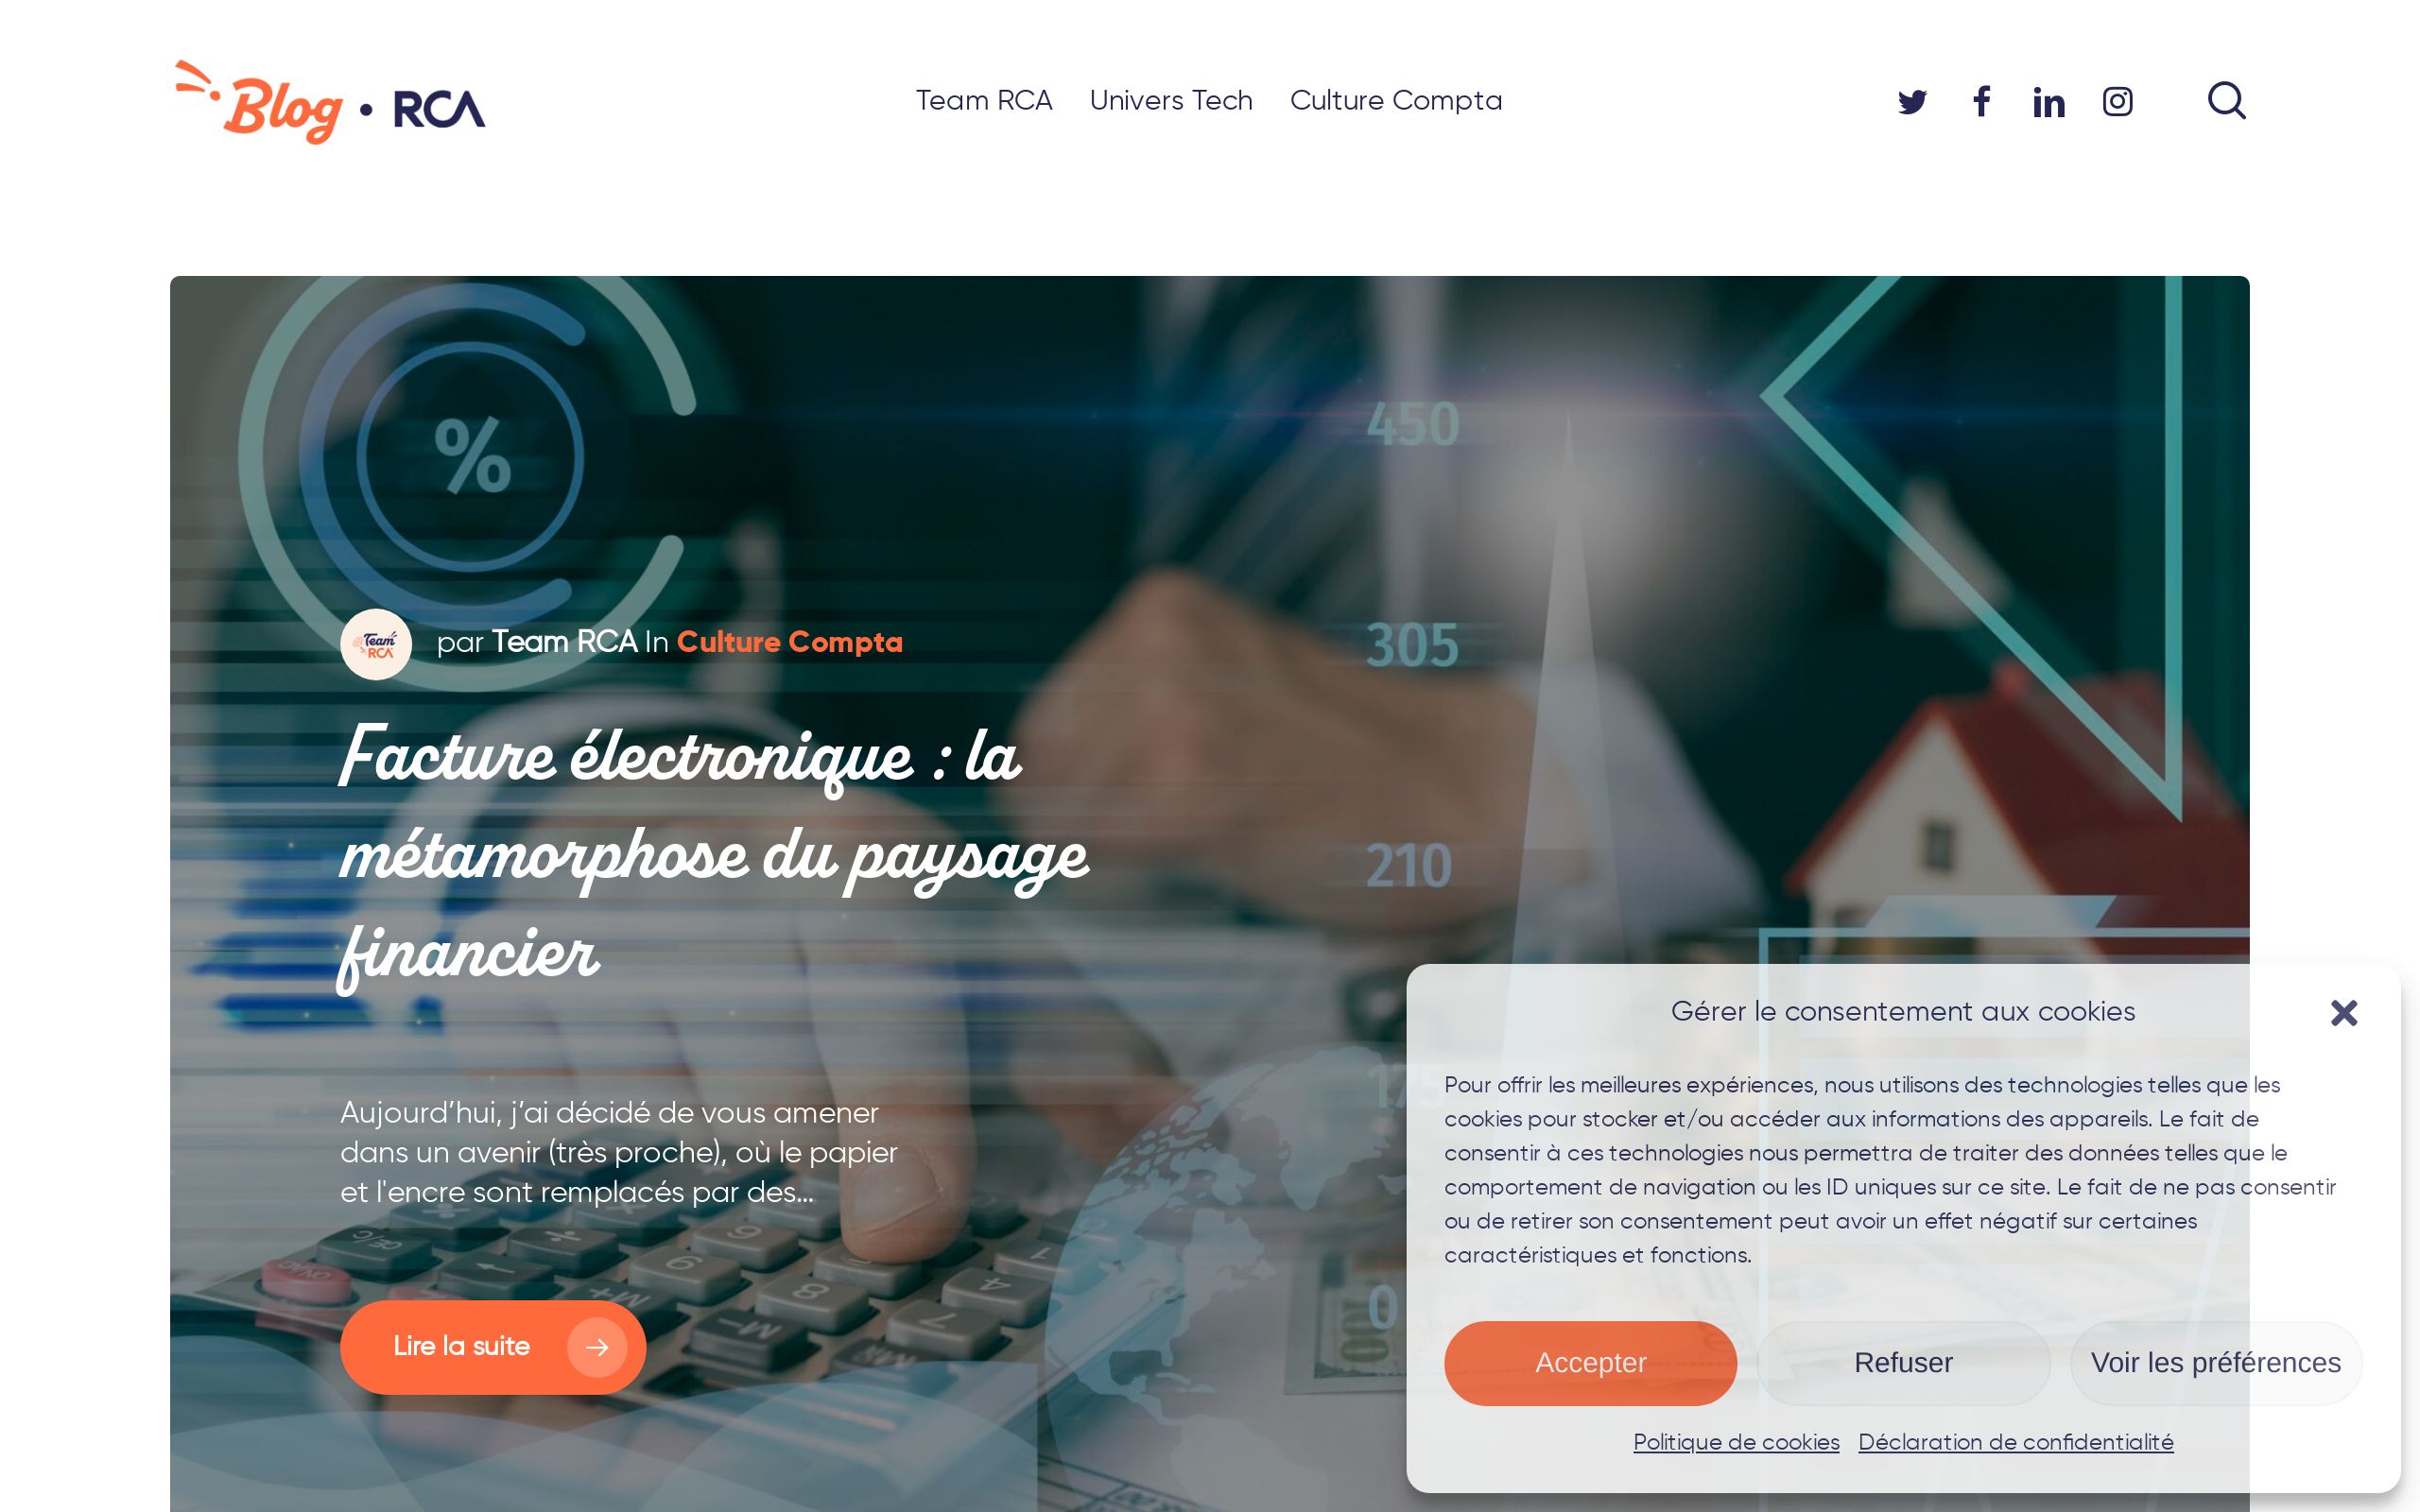 Blog • RCA
Team RCA
Univers Tech
Culture Compta
%
450
305
210
175
0
Team RCA
par Team RCA In Culture Compta
Facture électronique : la
métamorphose du paysage
financier
Aujourd’hui, j’ai décidé de vous amener
dans un avenir (très proche), où le papier
et l'encre sont remplacés par des...
Lire la suite
Gérer le consentement aux cookies
Pour offrir les meilleures expériences, nous utilisons des technologies telles que les
cookies pour stocker et/ou accéder aux informations des appareils. Le fait de
consentir à ces technologies nous permettra de traiter des données telles que le
comportement de navigation ou les ID uniques sur ce site. Le fait de ne pas consentir
ou de retirer son consentement peut avoir un effet négatif sur certaines
caractéristiques et fonctions.
Accepter
Refuser
Voir les préférences
Politique de cookies
Déclaration de confidentialité